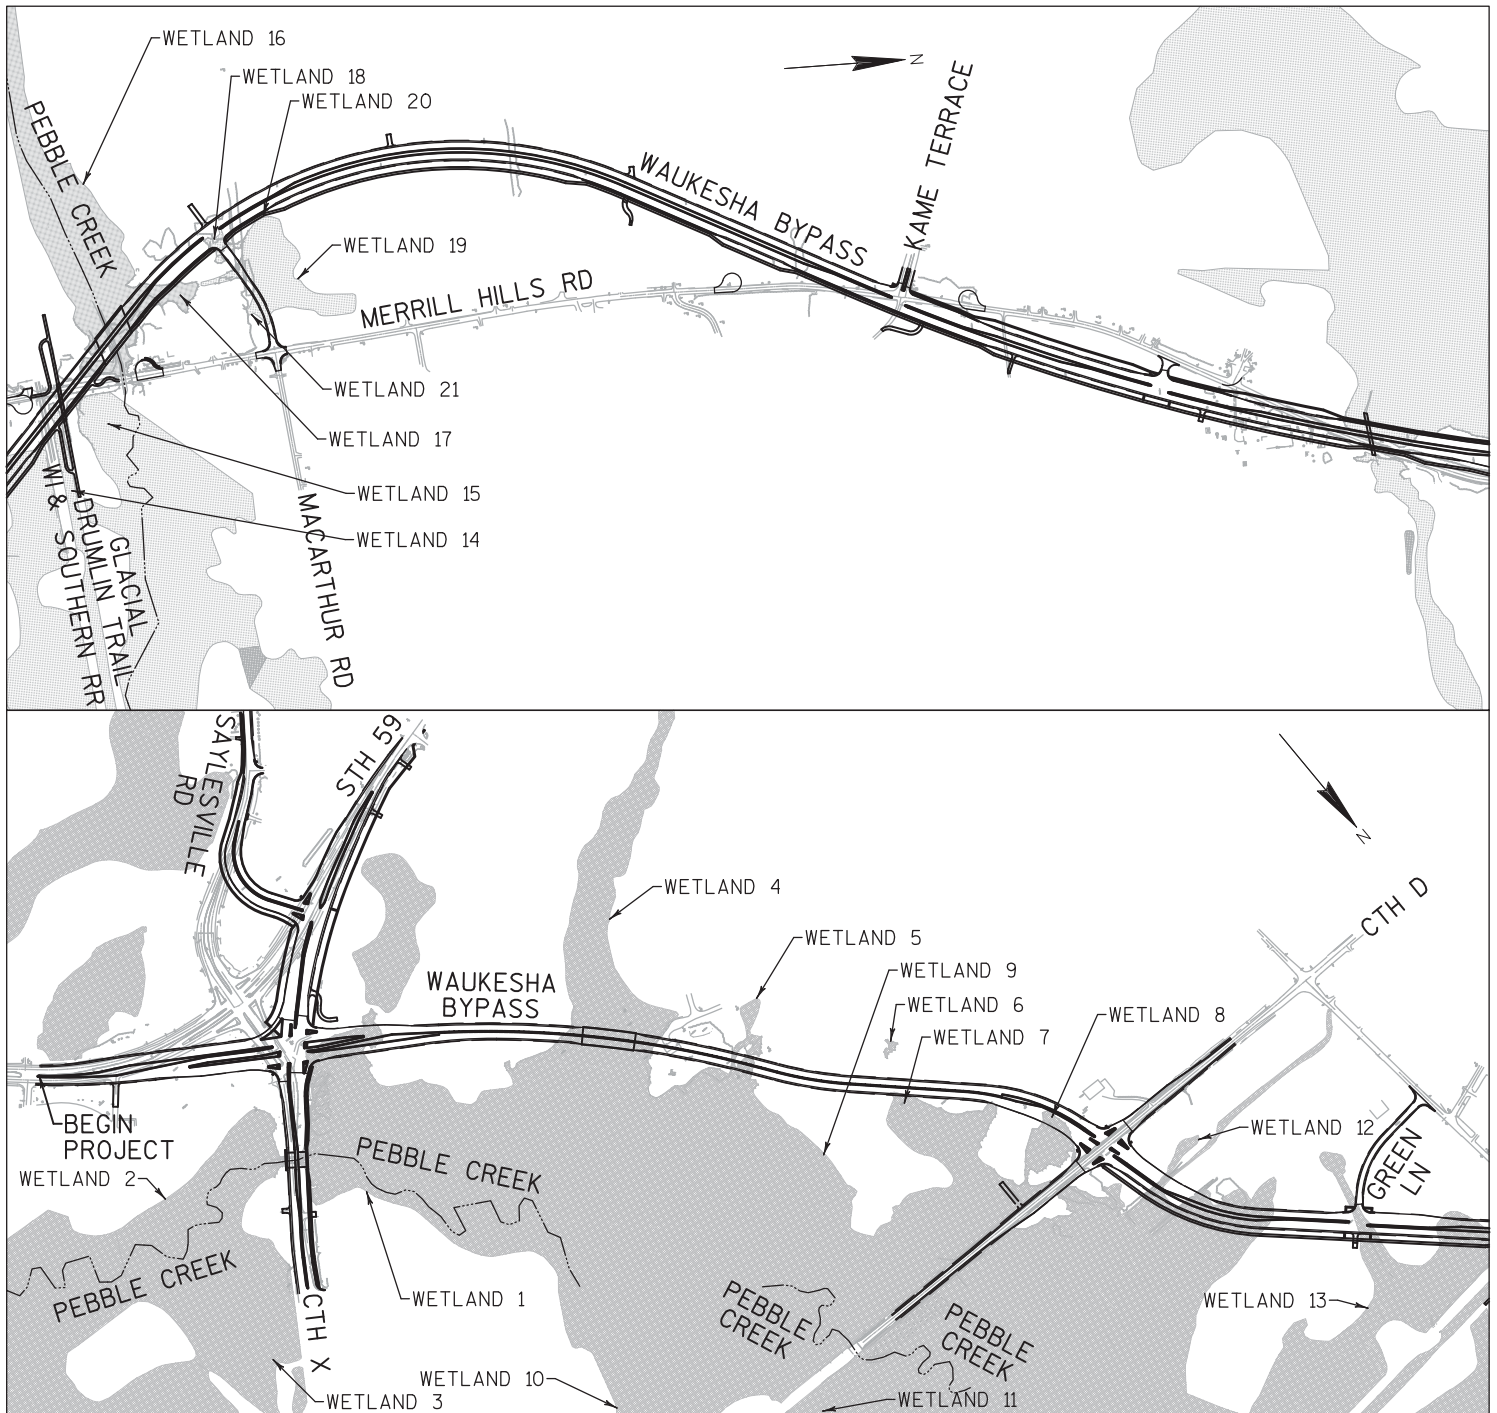 WETLAND 16
WETLAND 18
WETLAND 20
N
KAME TERRACE
PEBBLE CREEK
WAUKESHA BYPASS
WETLAND 19
MERRILL HILLS RD
WETLAND 21
WETLAND 17
WETLAND 15
WETLAND 14
MACARTHUR RD
GLACIAL
DRUMLIN TRAIL
WI &
SOUTHERN RR
SAYLESVILLE
RD
STH 59
N
WETLAND 4
CTH D
WETLAND 5
WETLAND 9
WAUKESHA
BYPASS
WETLAND 6
WETLAND 8
WETLAND 7
BEGIN
PROJECT
WETLAND 12
PEBBLE CREEK
WETLAND 2
GREEN
LN
PEBBLE CREEK
WETLAND 1
PEBBLE
CREEK
PEBBLE
CREEK
WETLAND 13
CTH X
WETLAND 10
WETLAND 3
WETLAND 11